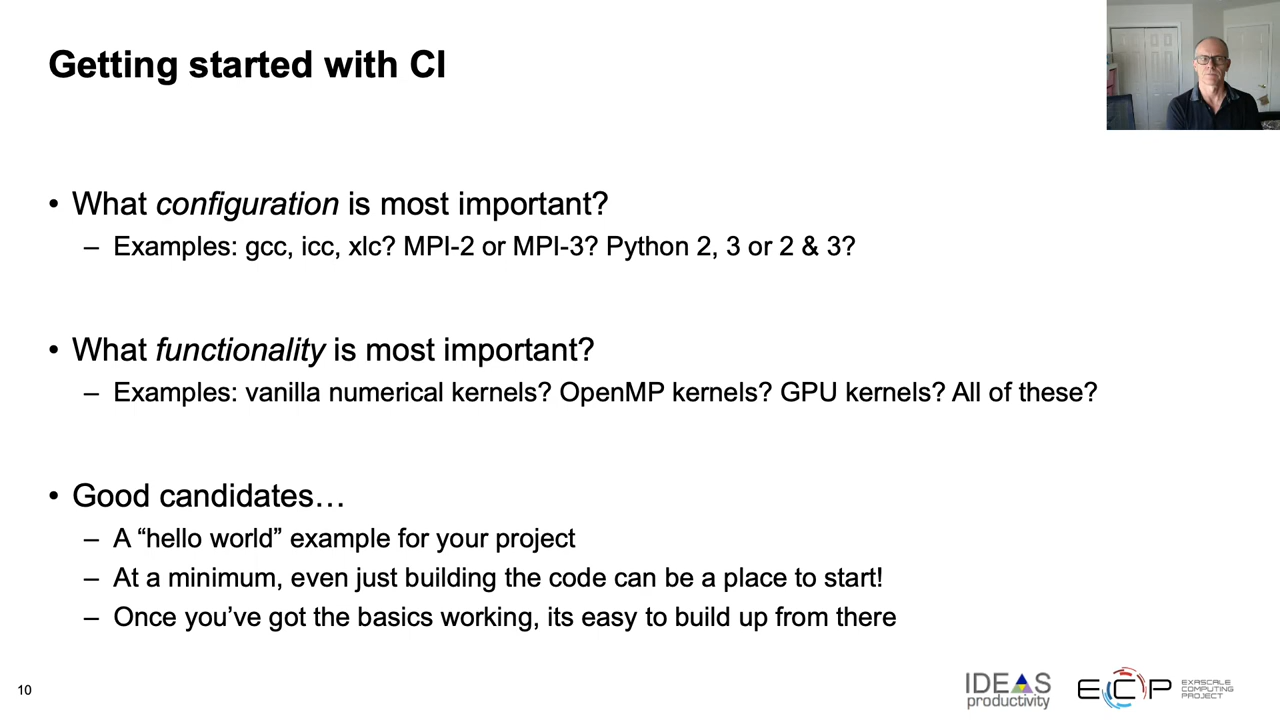 Getting started with CI
• What configuration is most important?
– Examples: gcc, icc, xlc? MPI-2 or MPI-3? Python 2, 3 or 2 & 3?
• What functionality is most important?
– Examples: vanilla numerical kernels? OpenMP kernels? GPU kernels? All of these?
• Good candidates…
– A “hello world” example for your project
– At a minimum, even just building the code can be a place to start!
– Once you’ve got the basics working, its easy to build up from there
10
IDEAS
productivity
ECP
EXASCALE
COMPUTING
PROJECT